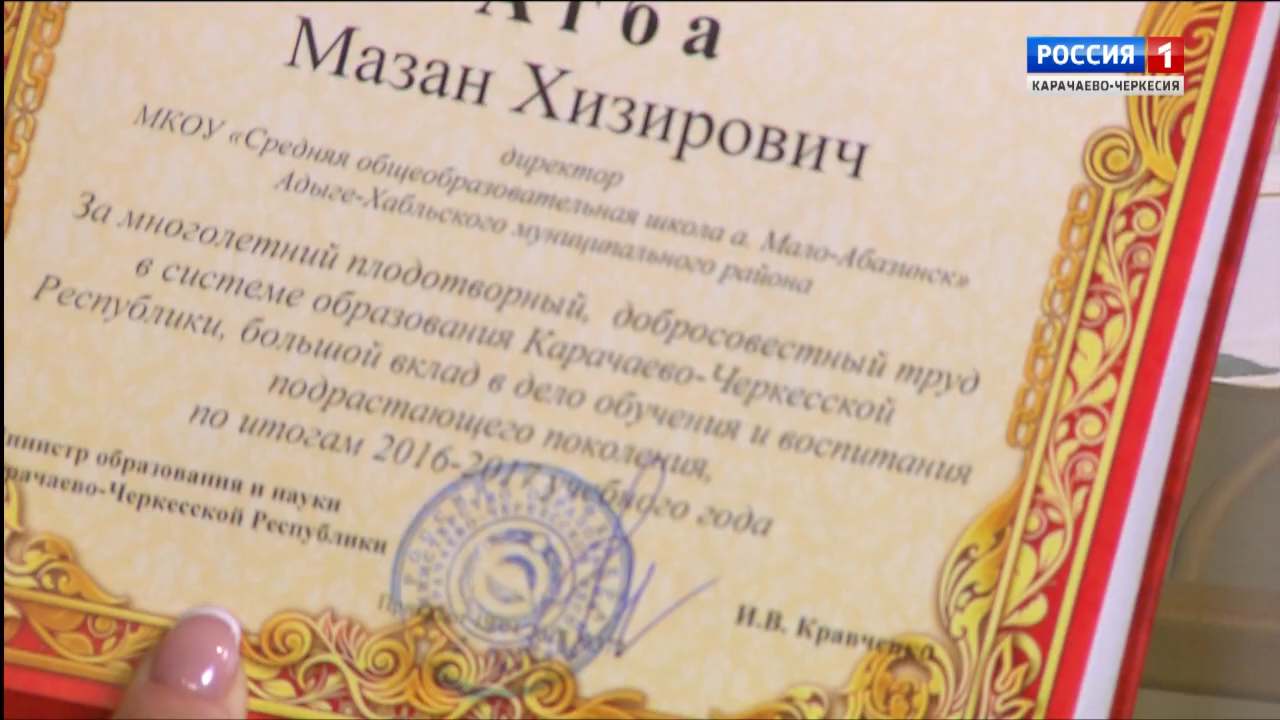 Агба
Мазан Хизирович
директор
МКОУ «Средняя общеобразовательная школа а. Мало-Абазинск»
Адыге-Хабльского муниципального района
За многолетний плодотворный, добросовестный труд
в системе образования Карачаево-Черкесской
Республики, большой вклад в дело обучения и воспитания
подрастающего поколения,
по итогам 2016-2017 учебного года
нистр образования и науки
рачаево-Черкесской Республики
И.В. Кравченко
РОССИЯ 1
КАРАЧАЕВО-ЧЕРКЕСИЯ